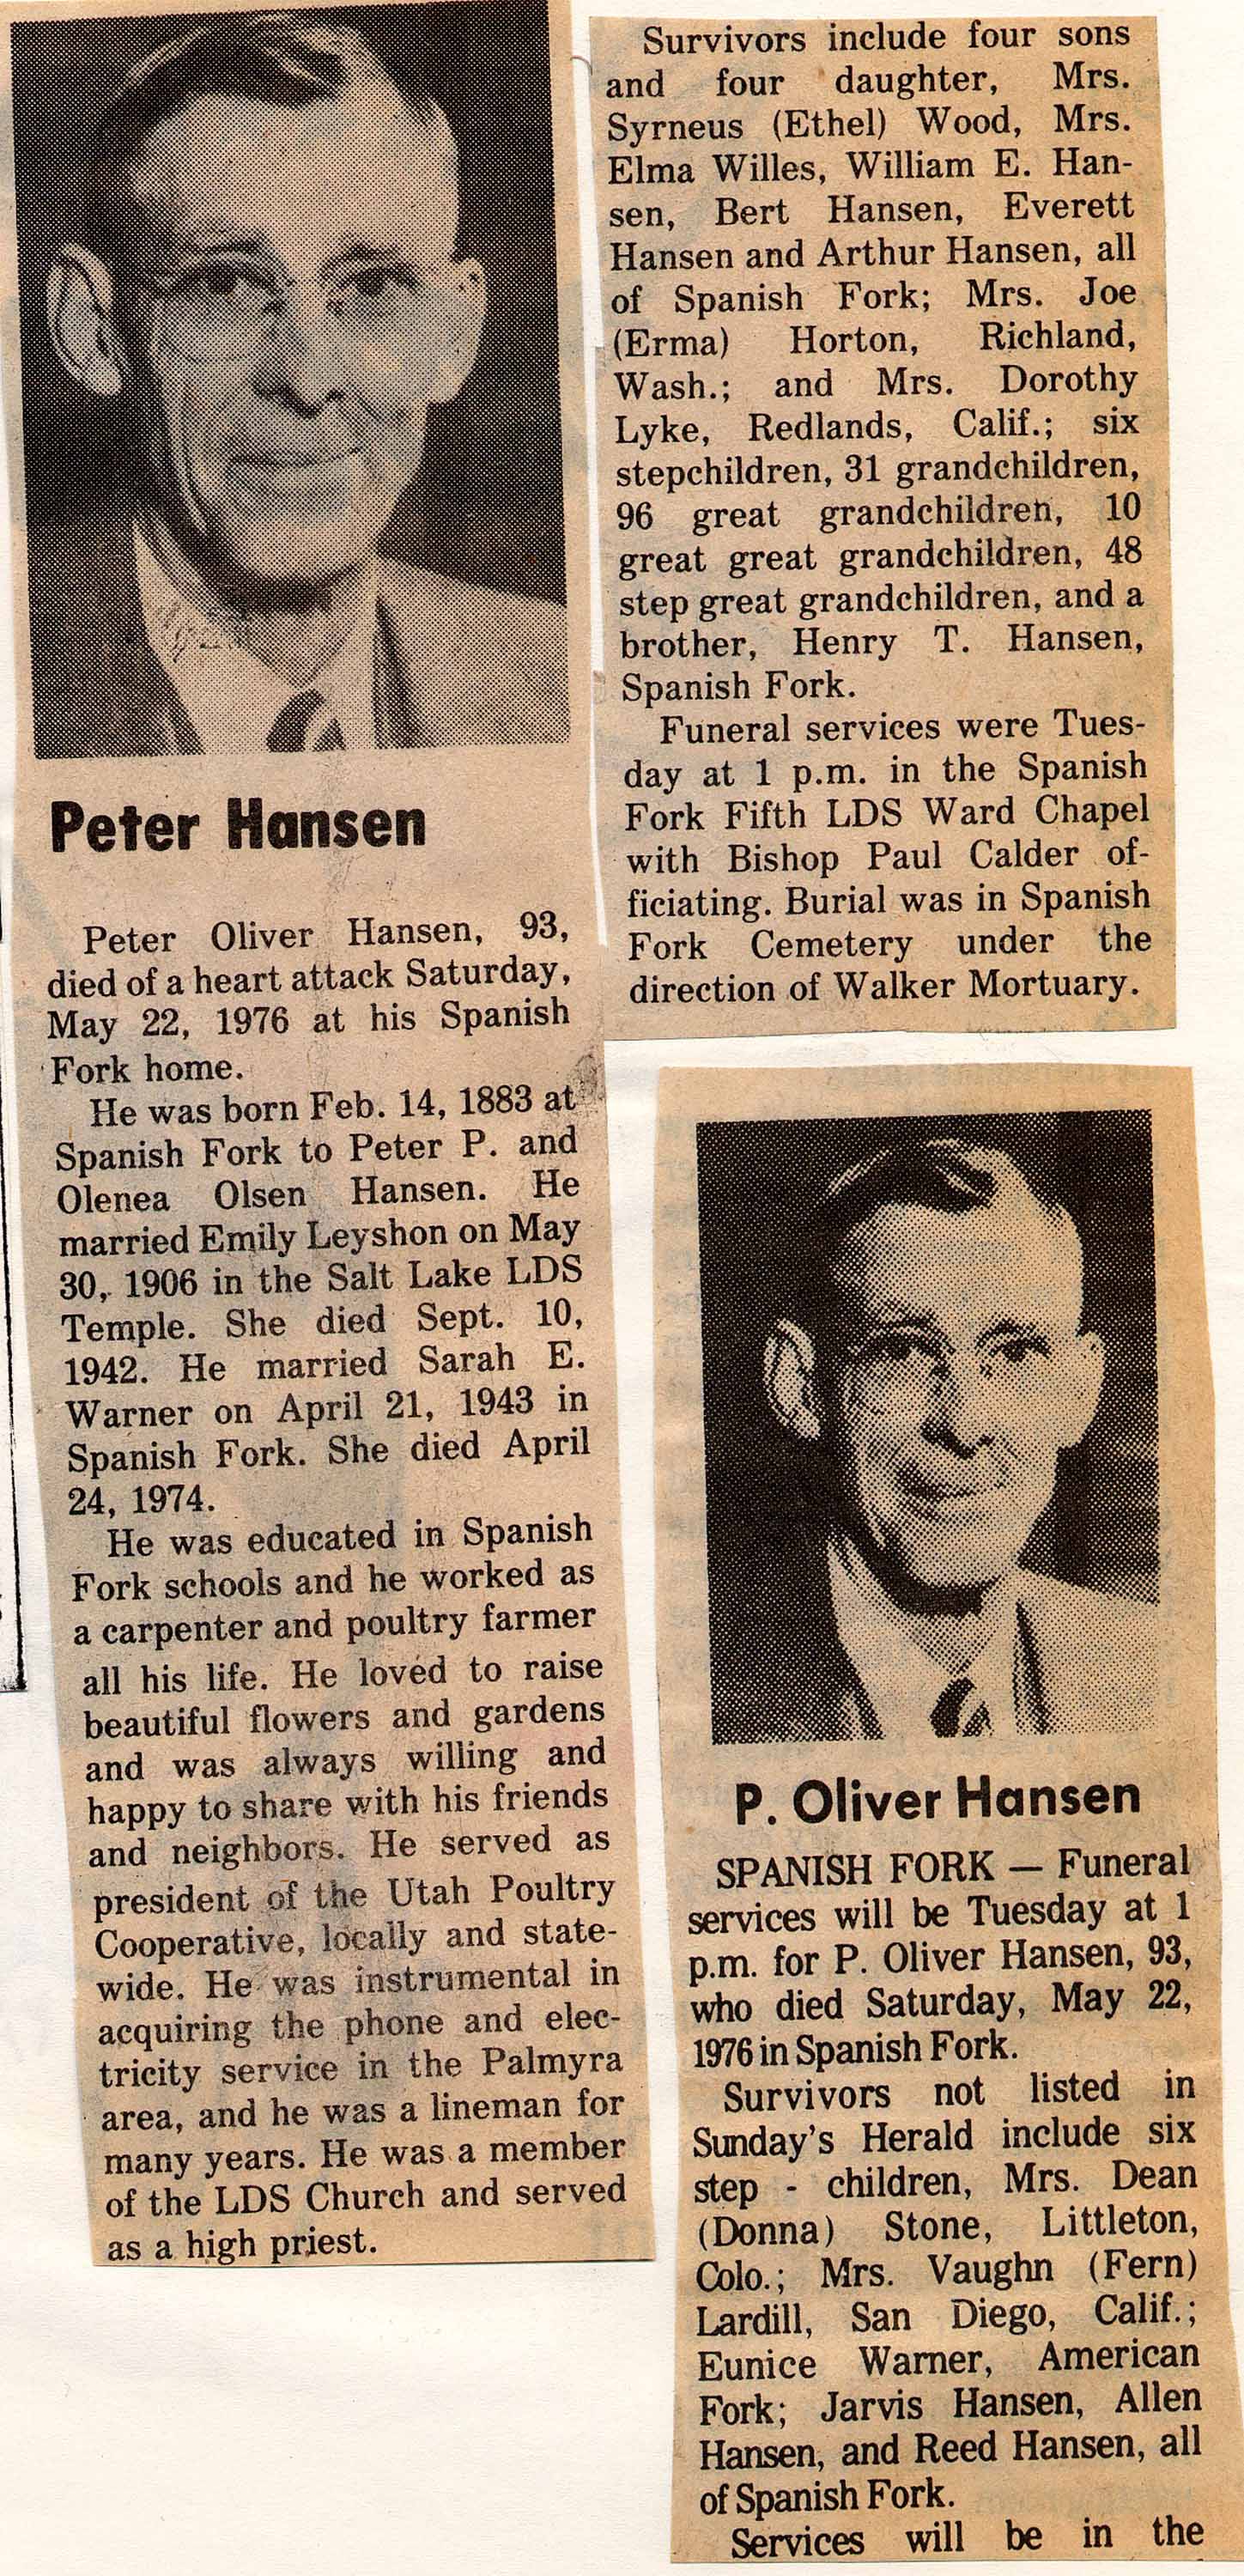 Peter Hansen
Peter Oliver Hansen, 93,
died of a heart attack Saturday,
May 22, 1976 at his Spanish
Fork home.
He was born Feb. 14, 1883 at
Spanish Fork to Peter P. and
Olenea Olsen Hansen. He
married Emily Leyshon on May
30, 1906 in the Salt Lake LDS
Temple. She died Sept. 10,
1942. He married Sarah E.
Warner on April 21, 1943 in
Spanish Fork. She died April
24, 1974.
He was educated in Spanish
Fork schools and he worked as
a carpenter and poultry farmer
all his life. He loved to raise
beautiful flowers and gardens
and was always willing and
happy to share with his friends
and neighbors. He served as
president of the Utah Poultry
Cooperative, locally and state-
wide. He was instrumental in
acquiring the phone and elec-
tricity service in the Palmyra
area, and he was a lineman for
many years. He was a member
of the LDS Church and served
as a high priest.
Survivors include four sons
and four daughter, Mrs.
Syrneus (Ethel) Wood, Mrs.
Elma Willes, William E. Han-
sen, Bert Hansen, Everett
Hansen and Arthur Hansen, all
of Spanish Fork; Mrs. Joe
(Erma) Horton, Richland,
Wash.; and Mrs. Dorothy
Lyke, Redlands, Calif.; six
stepchildren, 31 grandchildren,
96 great grandchildren, 10
great great grandchildren, 48
step great grandchildren, and a
brother, Henry T. Hansen,
Spanish Fork.
Funeral services were Tues-
day at 1 p.m. in the Spanish
Fork Fifth LDS Ward Chapel
with Bishop Paul Calder of-
ficiating. Burial was in Spanish
Fork Cemetery under the
direction of Walker Mortuary.
P. Oliver Hansen
SPANISH FORK — Funeral
services will be Tuesday at 1
p.m. for P. Oliver Hansen, 93,
who died Saturday, May 22,
1976 in Spanish Fork.
Survivors not listed in
Sunday's Herald include six
step - children, Mrs. Dean
(Donna) Stone, Littleton,
Colo.; Mrs. Vaughn (Fern)
Lardill, San Diego, Calif.;
Eunice Warner, American
Fork; Jarvis Hansen, Allen
Hansen, and Reed Hansen, all
of Spanish Fork.
Services will be in the